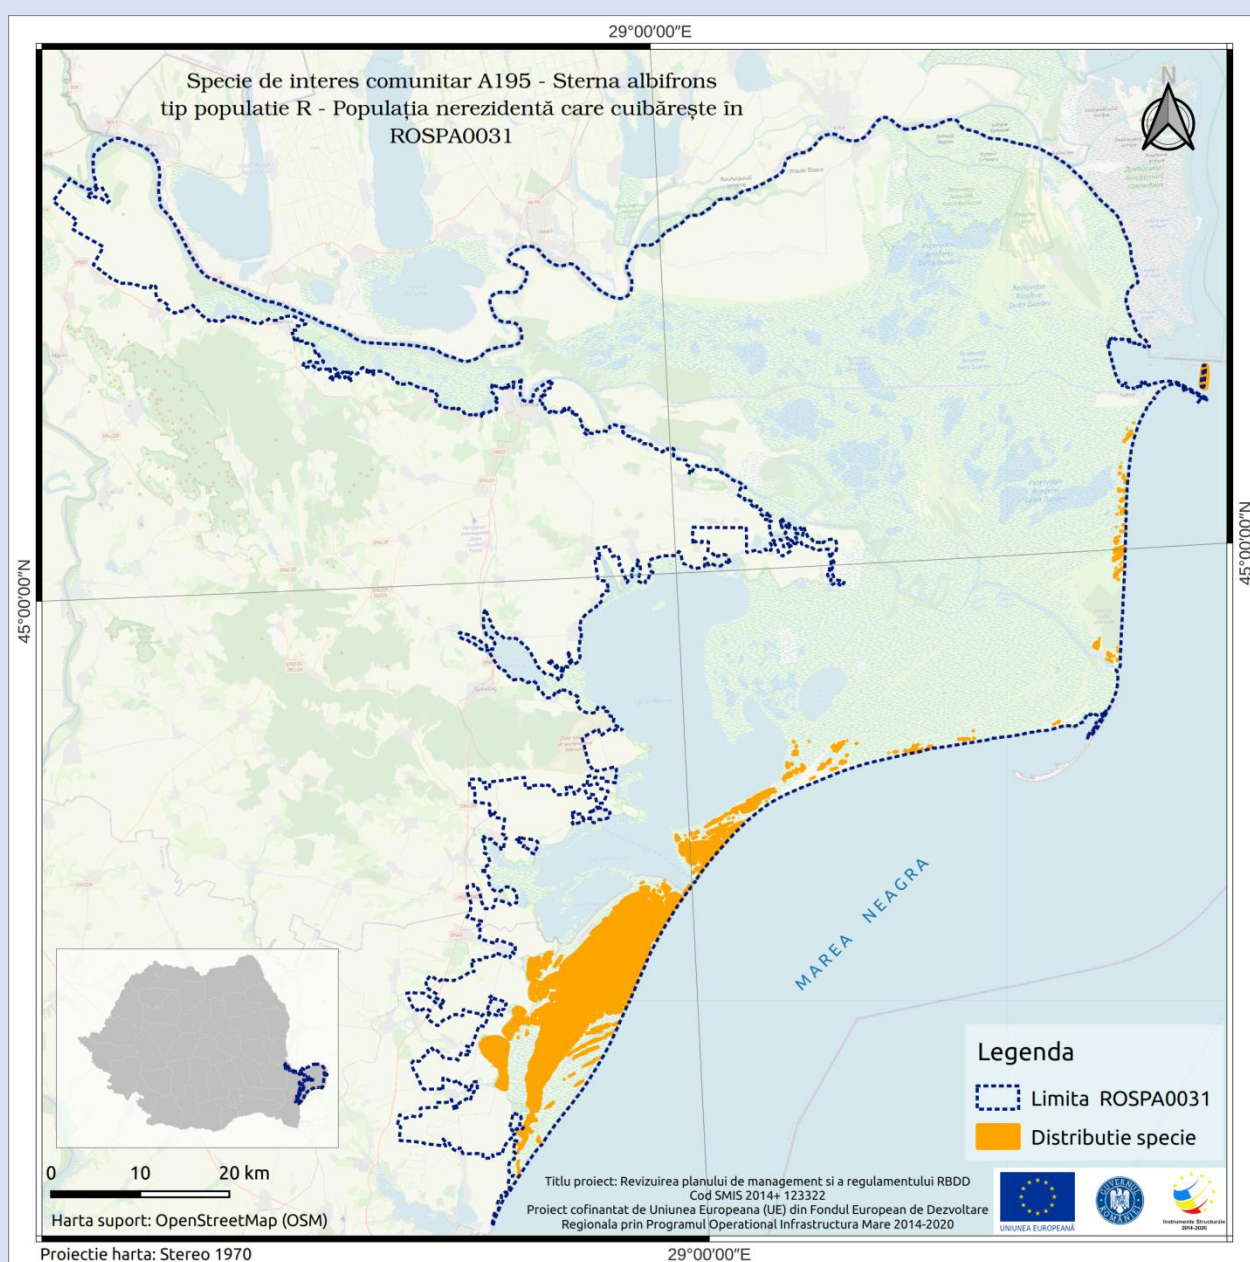 29°00'00"E
Specie de interes comunitar A195 - Sterna albifrons
tip populatie R - Populația nerezidentă care cuibărește în
ROSPA0031
N
45°00'00"N
45°00'00"N
MAREA NEAGRA
Legenda
Limita ROSPA0031
Distributie specie
0 10 20 km
Harta suport: OpenStreetMap (OSM)
Titlu proiect: Revizuirea planului de management si a regulamentului RBDD
Cod SMIS 2014+ 123322
Proiect cofinantat de Uniunea Europeana (UE) din Fondul European de Dezvoltare
Regionala prin Programul Operational Infrastructura Mare 2014-2020
UNIUNEA EUROPEANĂ
GUVERNUL ROMÂNIEI
Instrumente Structurale
2014-2020
Proiectie harta: Stereo 1970
29°00'00"E